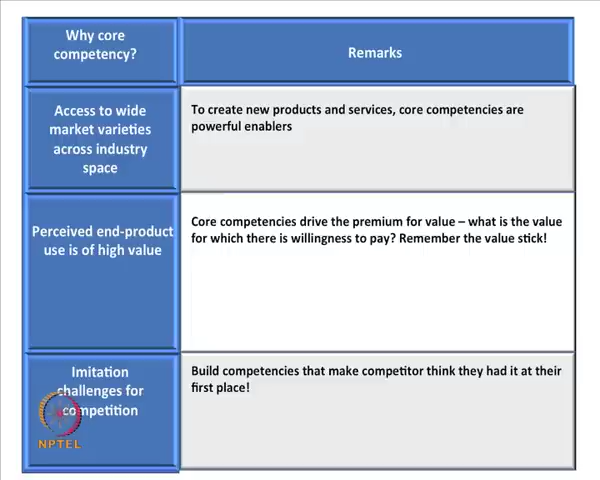 Why core
competency?
Remarks
Access to wide
market varieties
across industry
space
To create new products and services, core competencies are
powerful enablers
Perceived end-product
use is of high value
Core competencies drive the premium for value – what is the value
for which there is willingness to pay? Remember the value stick!
Imitation
challenges for
competition
Build competencies that make competitor think they had it at their
first place!
NPTEL